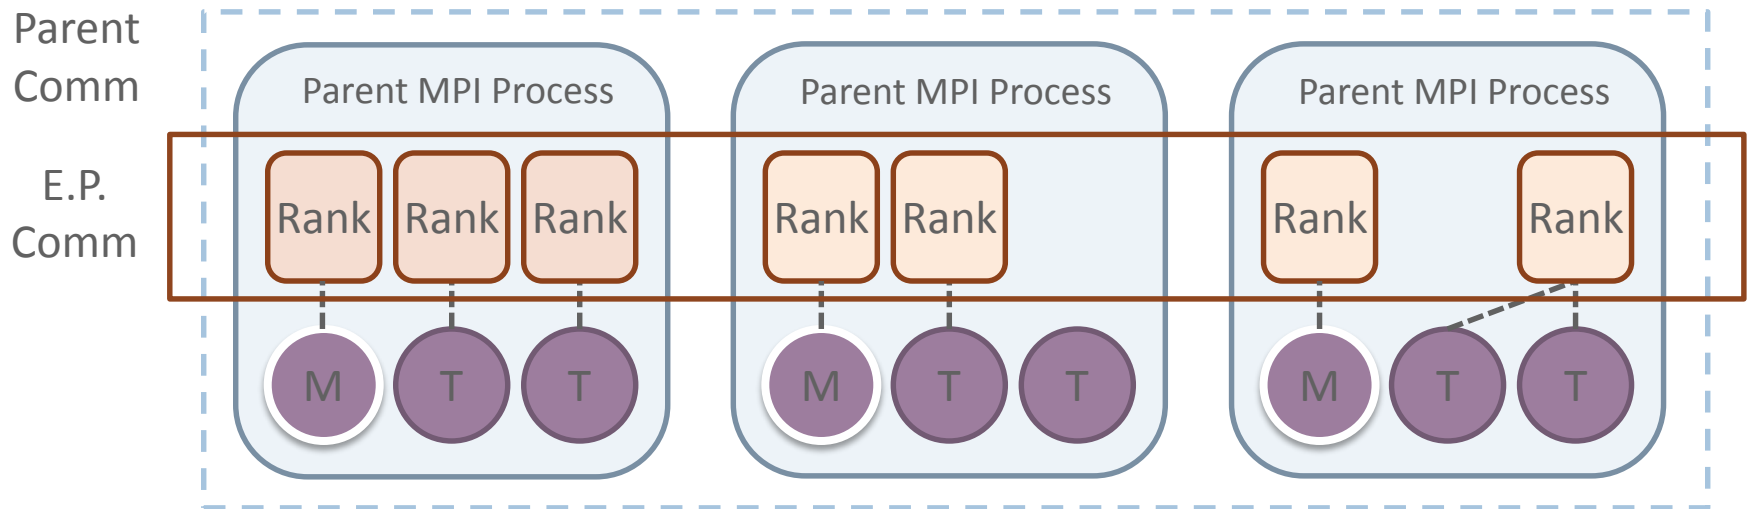 Parent
Comm
Parent MPI Process
Parent MPI Process
Parent MPI Process
E.P.
Comm
Rank
Rank
Rank
Rank
Rank
Rank
Rank
M
T
T
M
T
T
M
T
T